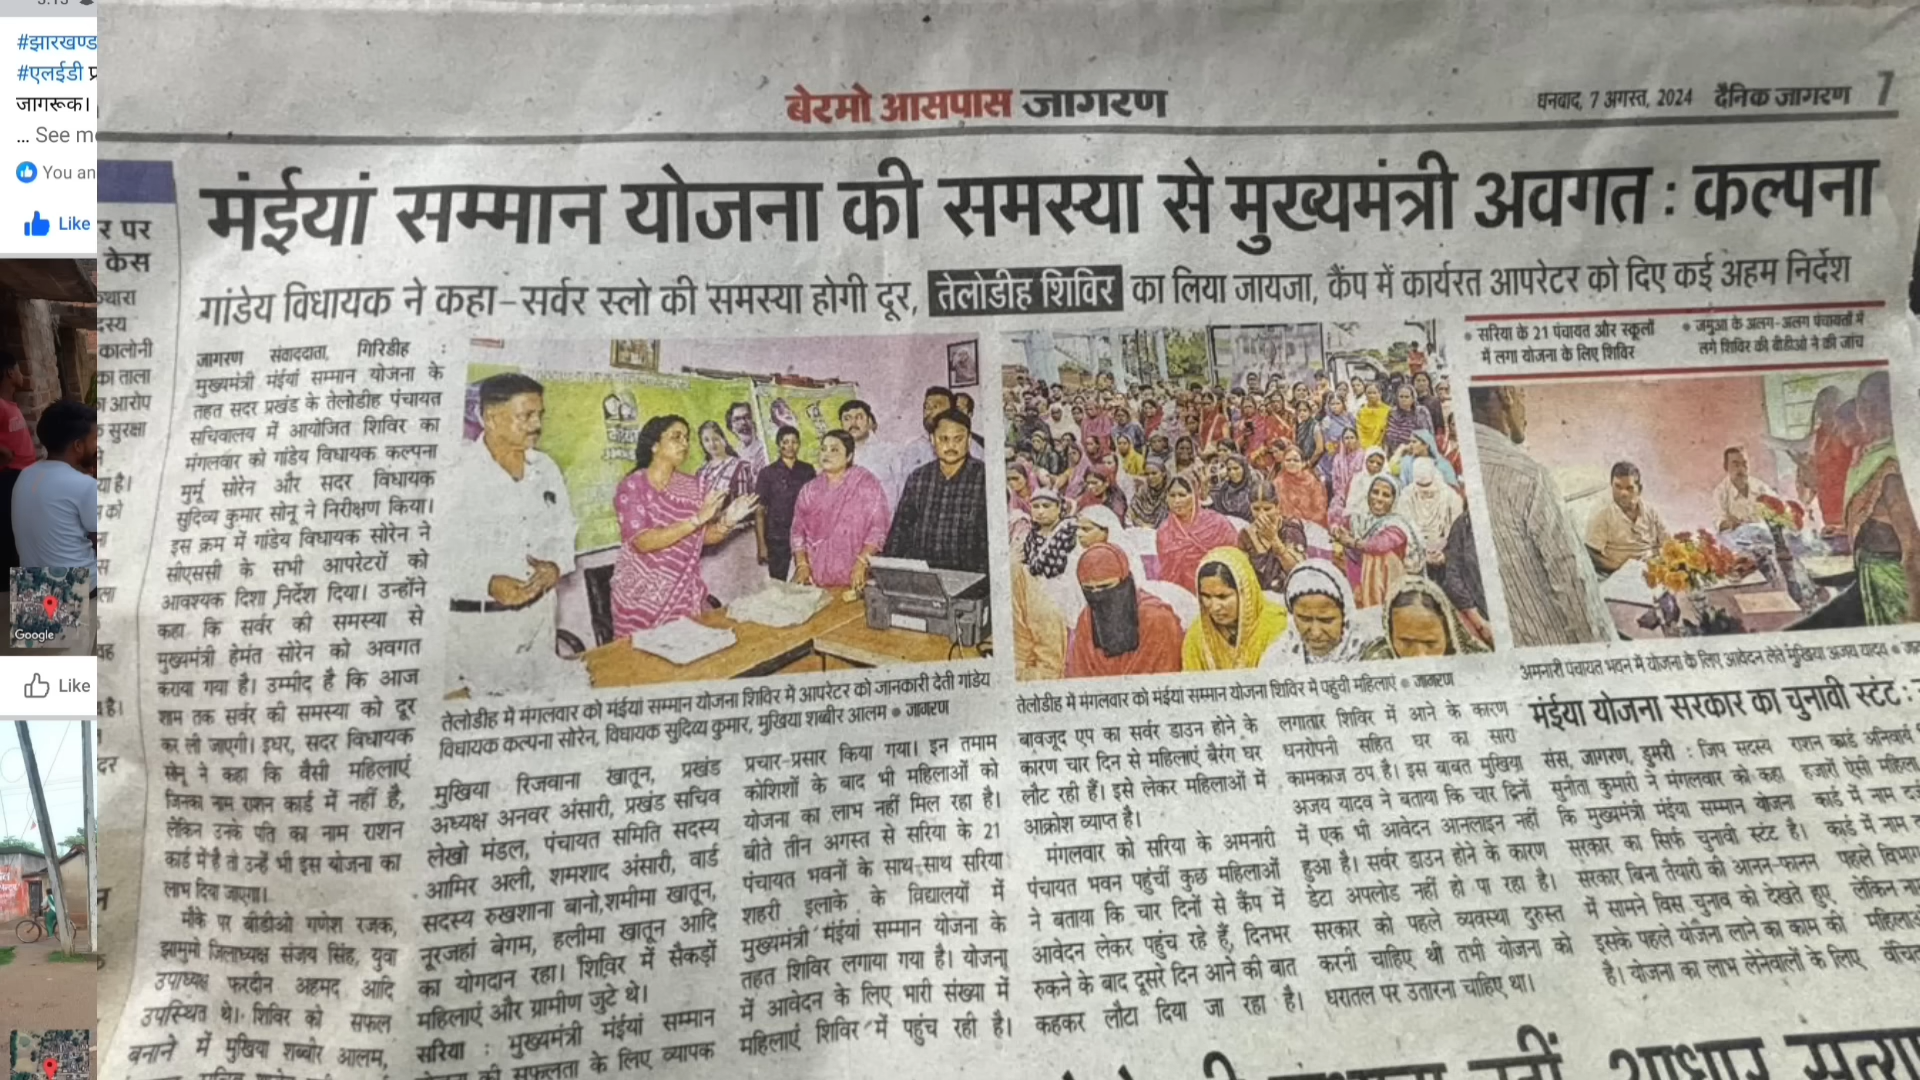 #झारखण्ड
#एलईडी
जागरूक।
... See
You an
Like
Google
Like
बेरमो आसपास जागरण
धनबाद, 7 अगस्त, 2024 दैनिक जागरण 7
मंईयां सम्मान योजना की समस्या से मुख्यमंत्री अवगत : कल्पना
गांडेय विधायक ने कहा-सर्वर स्लो की समस्या होगी दूर, तेलोडीह शिविर का लिया जायजा, कैंप में कार्यरत आपरेटर को दिए कई अहम निर्देश
र पर
केस
कालोनी
का ताला
आरोप
सुरक्षा
या है।
जागरण संवाददाता, गिरिडीह :
मुख्यमंत्री मंईयां सम्मान योजना के
तहत सदर प्रखंड के तेलोडीह पंचायत
सचिवालय में आयोजित शिविर का
मंगलवार को गांडेय विधायक कल्पना
मुर्मू सोरेन और सदर विधायक
सुदिव्य कुमार सोनू ने निरीक्षण किया।
इस क्रम में गांडेय विधायक सोरेन ने
सीएससी के सभी आपरेटरों को
आवश्यक दिशा निर्देश दिया। उन्होंने
कहा कि सर्वर की समस्या से
मुख्यमंत्री हेमंत सोरेन को अवगत
कराया गया है। उम्मीद है कि आज
शाम तक सर्वर की समस्या को दूर
कर ली जाएगी। इधर, सदर विधायक
सोनू ने कहा कि वैसी महिलाएं
जिनका नाम राशन कार्ड में नहीं है,
लेकिन उनके पति का नाम राशन
कार्ड में है तो उन्हें भी इस योजना का
लाभ दिया जाएगा।
मौके पर बीडीओ गणेश रजक,
झामुमो जिलाध्यक्ष संजय सिंह, युवा
उपाध्यक्ष फरदीन अहमद आदि
उपस्थित थे। शिविर को सफल
बनाने में मुखिया शब्बीर आलम,
तेलोडीह में मंगलवार को मंईयां सम्मान योजना शिविर में आपरेटर को जानकारी देती गांडेय
विधायक कल्पना सोरेन, विधायक सुदिव्य कुमार, मुखिया शब्बीर आलम ● जागरण
मुखिया रिजवाना खातून, प्रखंड
अध्यक्ष अनवर अंसारी, प्रखंड सचिव
लेखो मंडल, पंचायत समिति सदस्य
आमिर अली, शमशाद अंसारी, वार्ड
सदस्य रुखशाना बानो, शमीमा खातून,
नूरजहां बेगम, हलीमा खातून आदि
का योगदान रहा। शिविर में सैकड़ों
महिलाएं और ग्रामीण जुटे थे।
सरिया : मुख्यमंत्री मंईयां सम्मान
की सफलता के लिए व्यापक
प्रचार-प्रसार किया गया। इन तमाम
कोशिशों के बाद भी महिलाओं को
योजना का लाभ नहीं मिल रहा है।
बीते तीन अगस्त से सरिया के 21
पंचायत भवनों के साथ-साथ सरिया
शहरी इलाके के विद्यालयों में
मुख्यमंत्री मंईयां सम्मान योजना के
तहत शिविर लगाया गया है। योजना
में आवेदन के लिए भारी संख्या में
महिलाएं शिविर में पहुंच रही है।
तेलोडीह में मंगलवार को मंईयां सम्मान योजना शिविर में पहुंची महिलाएं ● जागरण
बावजूद एप का सर्वर डाउन होने के
कारण चार दिन से महिलाएं बैरंग घर
लौट रही हैं। इसे लेकर महिलाओं में
आक्रोश व्याप्त है।
मंगलवार को सरिया के अमनारी
पंचायत भवन पहुंचीं कुछ महिलाओं
ने बताया कि चार दिनों से कैंप में
आवेदन लेकर पहुंच रहे हैं, दिनभर
रुकने के बाद दूसरे दिन आने की बात
कहकर लौटा दिया जा रहा है।
लगातार शिविर में आने के कारण
धनरोपनी सहित घर का सारा
कामकाज ठप है। इस बाबत मुखिया
अजय यादव ने बताया कि चार दिनों
में एक भी आवेदन आनलाइन नहीं
हुआ है। सर्वर डाउन होने के कारण
डेटा अपलोड नहीं हो पा रहा है।
सरकार को पहले व्यवस्था दुरुस्त
करनी चाहिए थी तभी योजना को
धरातल पर उतारना चाहिए था।
● सरिया के 21 पंचायत और स्कूलों
में लगा योजना के लिए शिविर
● जमुआ के अलग-अलग पंचायतों में
लगे शिविर की बीडीओ ने की जांच
अमनारी पंचायत भवन में योजना के लिए आवेदन लेते मुखिया अजय यादव ●
मंईया योजना सरकार का चुनावी स्टंट :
संस, जागरण, डुमरी : जिप सदस्य
सुनीता कुमारी ने मंगलवार को कहा
कि मुख्यमंत्री मंईया सम्मान योजना
सरकार का सिर्फ चुनावी स्टंट है।
सरकार बिना तैयारी की आनन-फानन
में सामने विस चुनाव को देखते हुए
इसके पहले योजना लाने का काम की
है। योजना का लाभ लेनेवालों के लिए
राशन कार्ड अनिवार्य
हजारों ऐसी महिला
कार्ड में नाम
कार्ड में नाम
पहले विभाग
लेकिन